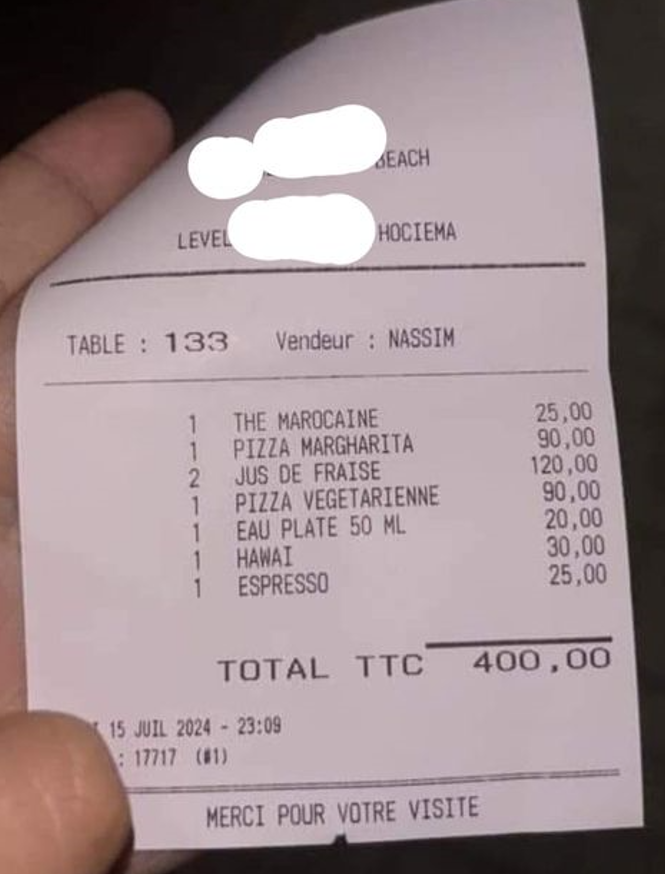 BEACH
LEVEL HOCIEMA
TABLE : 133 Vendeur : NASSIM
1 THE MAROCAINE 25,00
1 PIZZA MARGHARITA 90,00
2 JUS DE FRAISE 120,00
1 PIZZA VEGETARIENNE 90,00
1 EAU PLATE 50 ML 20,00
1 HAWAI 30,00
1 ESPRESSO 25,00
TOTAL TTC 400,00
15 JUIL 2024 - 23:09
: 17717 (#1)
MERCI POUR VOTRE VISITE